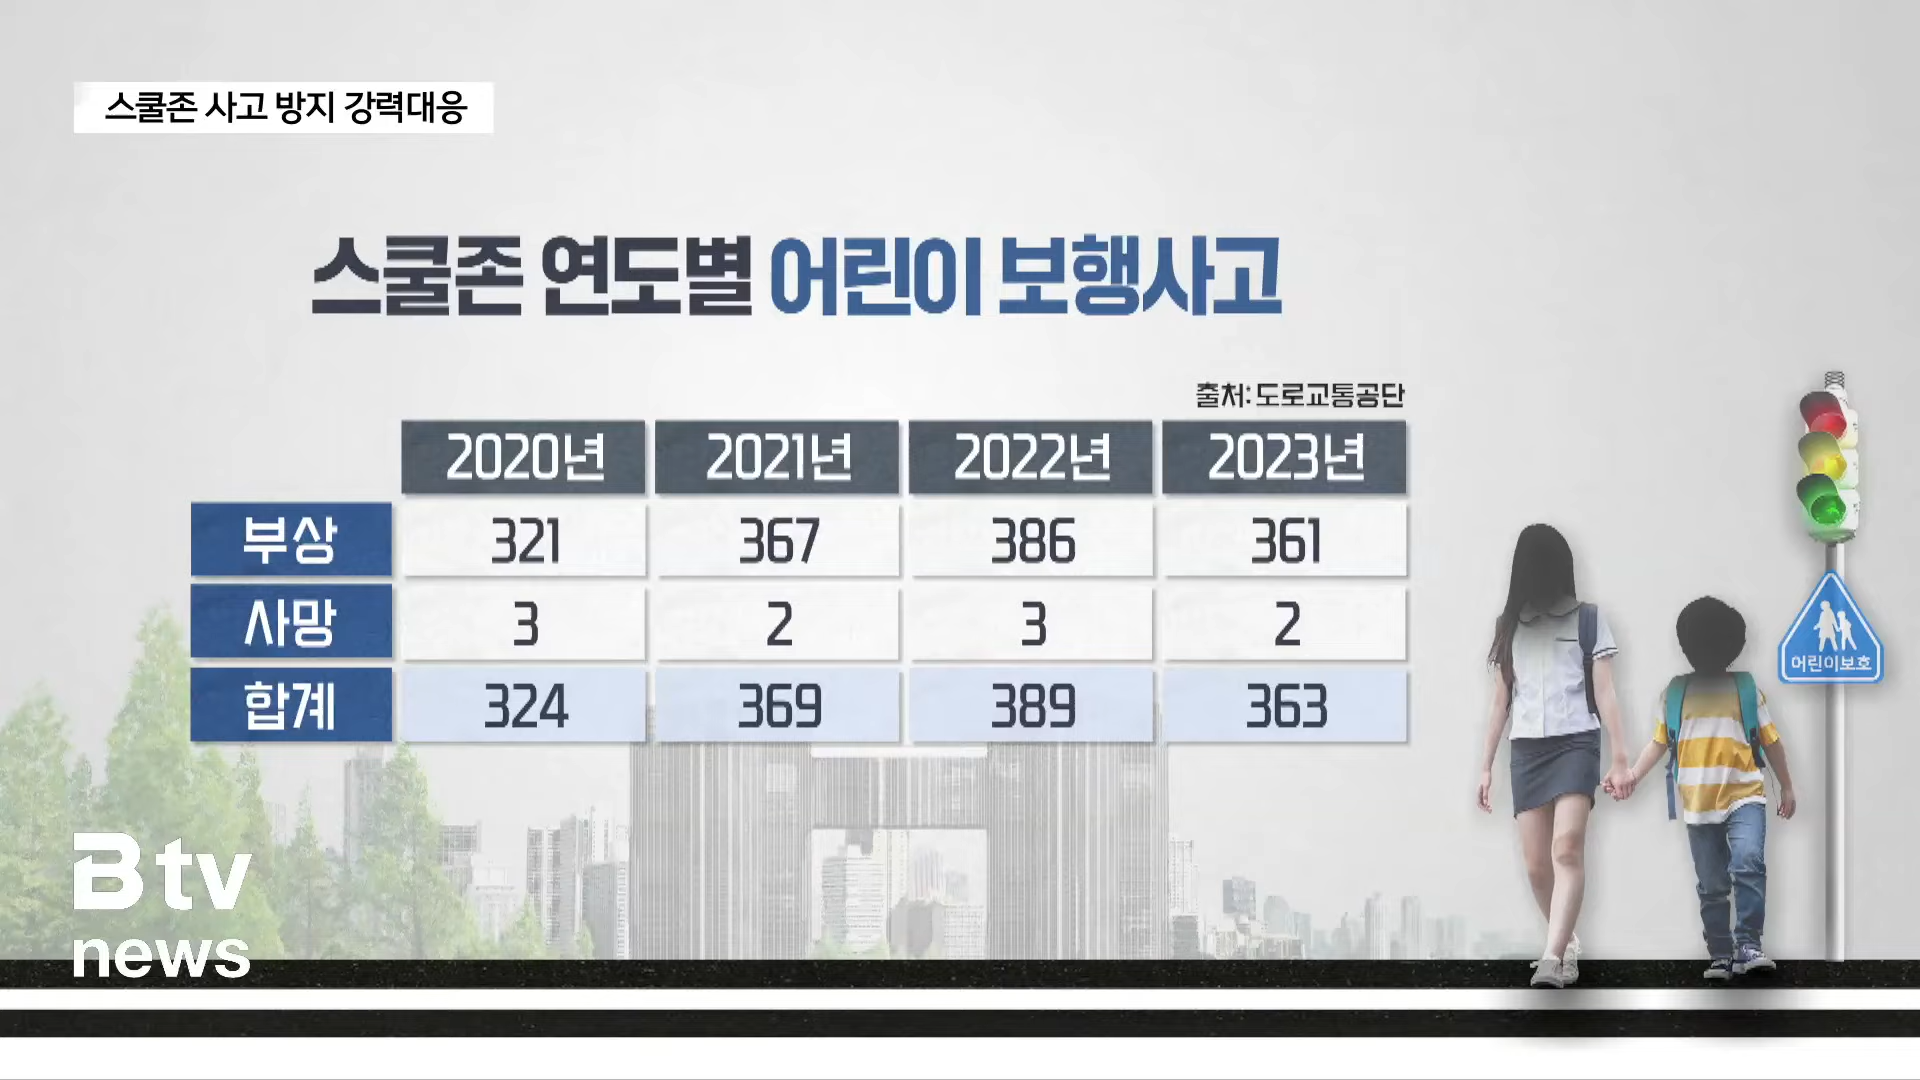 스쿨존 사고 방지 강력대응
스쿨존 연도별 어린이 보행사고
출처: 도로교통공단
2020년 2021년 2022년 2023년
부상 321 367 386 361
사망 3 2 3 2
합계 324 369 389 363
어린이보호
B tv
news